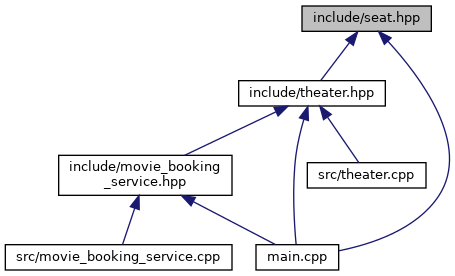 include/seat.hpp
include/theater.hpp
include/movie_booking
_service.hpp
src/theater.cpp
src/movie_booking_service.cpp
main.cpp